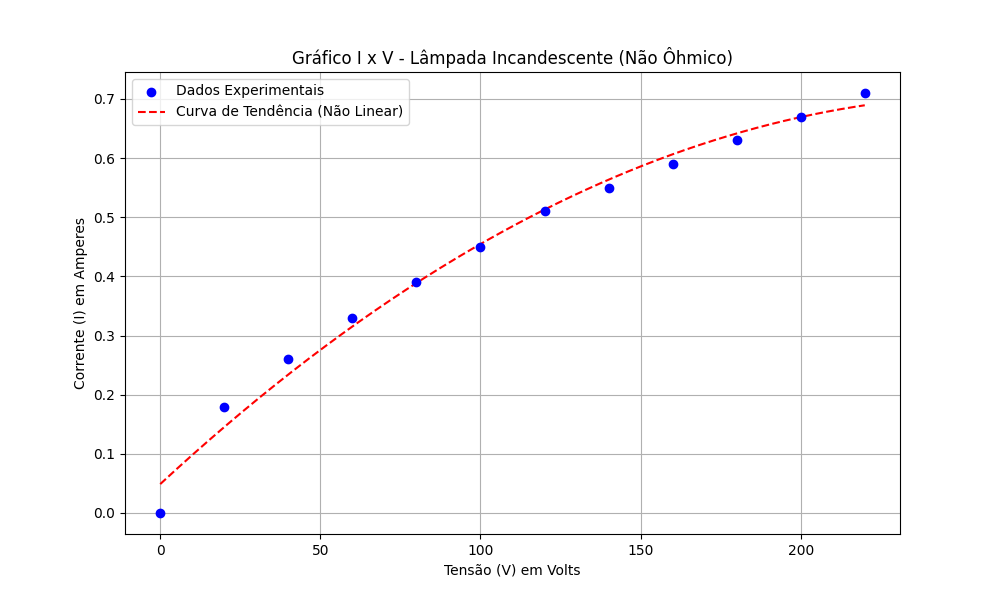 Gráfico I x V - Lâmpada Incandescente (Não Ôhmico)
Dados Experimentais
Curva de Tendência (Não Linear)
Corrente (I) em Amperes
0.7
0.6
0.5
0.4
0.3
0.2
0.1
0.0
0
50
100
150
200
Tensão (V) em Volts